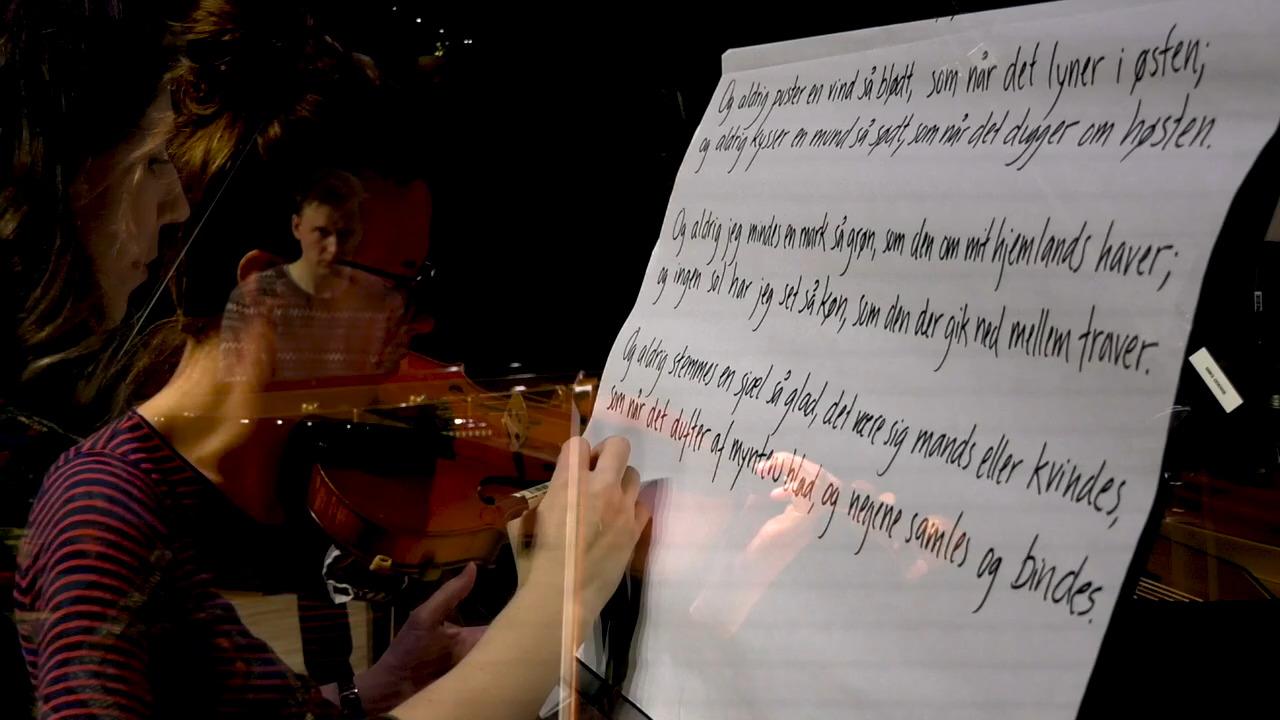 Og aldrig puster en vind så blødt, som når det lyner i østen;
og aldrig kysser en mund så sødt, som når det dugger om høsten.
Og aldrig jeg mindes en mark så grøn, som den om mit hjemlands haver;
og ingen sol har jeg set så køn, som den der gik ned mellem traver.
Og aldrig stemmes en sjæl så glad, det være sig mands eller kvindes,
som når det dufter af myntens blad, og negene samles og bindes.